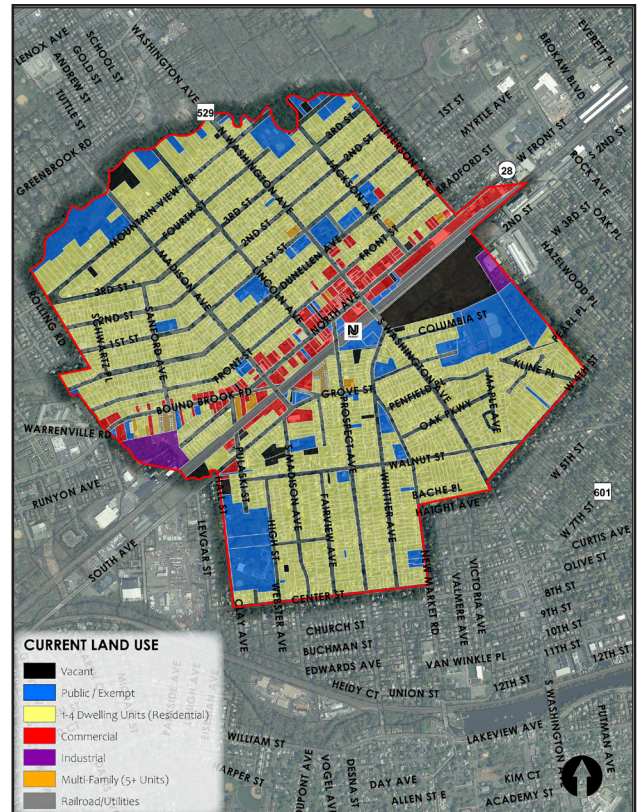 LENOX AVE
SCHOOL ST
GOLD ST
ANDREW ST
TUTTLE ST
WASHINGTON AVE
EVERETT PL
BROKAW BLVD
1ST ST
MYRTLE AVE
W FRONT ST
S 2ND ST
529
GREENBROOK RD
3RD ST
2ND ST
JEFFERSON AVE
BRADFORD ST
28
ROCK AVE
N WASHINGTON AVE
JACKSON AVE
2ND ST
W 3RD ST
OAK PL
MOUNTAIN VIEW TER
FOURTH ST
3RD ST
2ND ST
1ST ST
DUNELLEN AVE
FRONT ST
HAZELWOOD PL
MADISON AVE
LINCOLN AVE
NORTH AVE
3RD ST
2ND ST
1ST ST
ROLLING RD
SCHWARTZ PL
SANFORD AVE
FRONT ST
NJ
COLUMBIA ST
PEARL PL
WASHINGTON AVE
KLINE PL
W 4TH ST
BOUND BROOK RD
GROVE ST
PENFIELD PL
MAPLE AVE
OAK PKWY
PROSPECT AVE
WARRENVILLE RD
PULASKI ST
WALNUT ST
W 5TH ST
RUNYON AVE
HALL ST
S MADISON AVE
FAIRVIEW AVE
WHITTIER AVE
BACHE PL
HAIGHT AVE
601
W 7TH ST
SOUTH AVE
LEVGAR ST
HIGH ST
CURTIS AVE
OLIVE ST
WEBSTER AVE
CENTER ST
NEW MARKET RD
VALMERE AVE
VICTORIA AVE
8TH ST
9TH ST
10TH ST
11TH ST
12TH ST
CLAY AVE
CHURCH ST
BUCHMAN ST
EDWARDS AVE
VAN WINKLE PL
HEIDY CT
UNION ST
12TH ST
S WASHINGTON AVE
PUTMAN AVE
LAKEVIEW AVE
WILLIAM ST
HARPER ST
DUPONT AVE
VOGEL AVE
DESNA ST
DAY AVE
ALLEN ST E
KIM CT
ACADEMY ST
CURRENT LAND USE
Vacant
Public / Exempt
1-4 Dwelling Units (Residential)
Commercial
Industrial
Multi-Family (5+ Units)
Railroad/Utilities